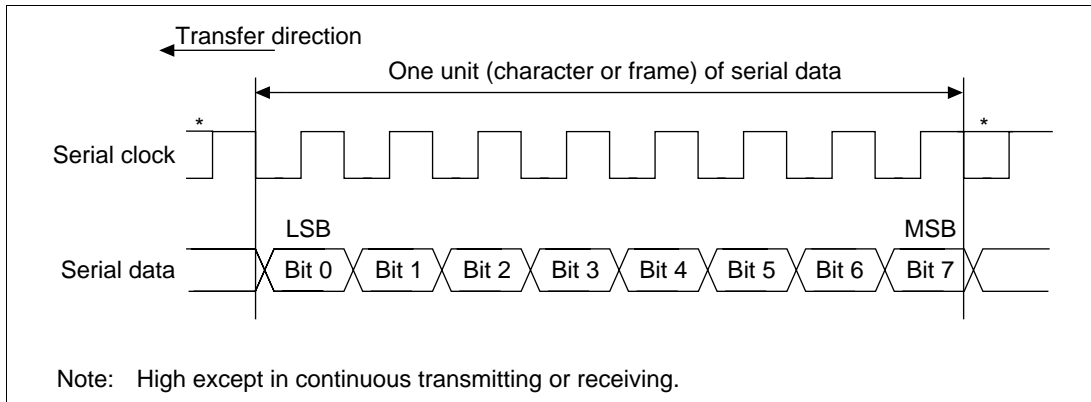 Transfer direction
One unit (character or frame) of serial data
* *
Serial clock
LSB MSB
Serial data Bit 0 Bit 1 Bit 2 Bit 3 Bit 4 Bit 5 Bit 6 Bit 7
Note: High except in continuous transmitting or receiving.